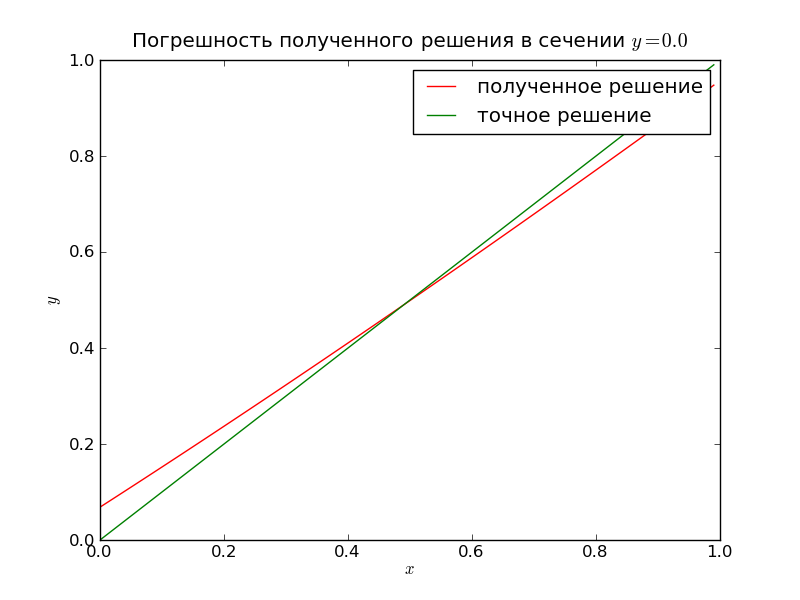 Погрешность полученного решения в сечении y=0.0
1.0
0.8
0.6
0.4
0.2
0.0
y
полученное решение
точное решение
0.0 0.2 0.4 0.6 0.8 1.0
x